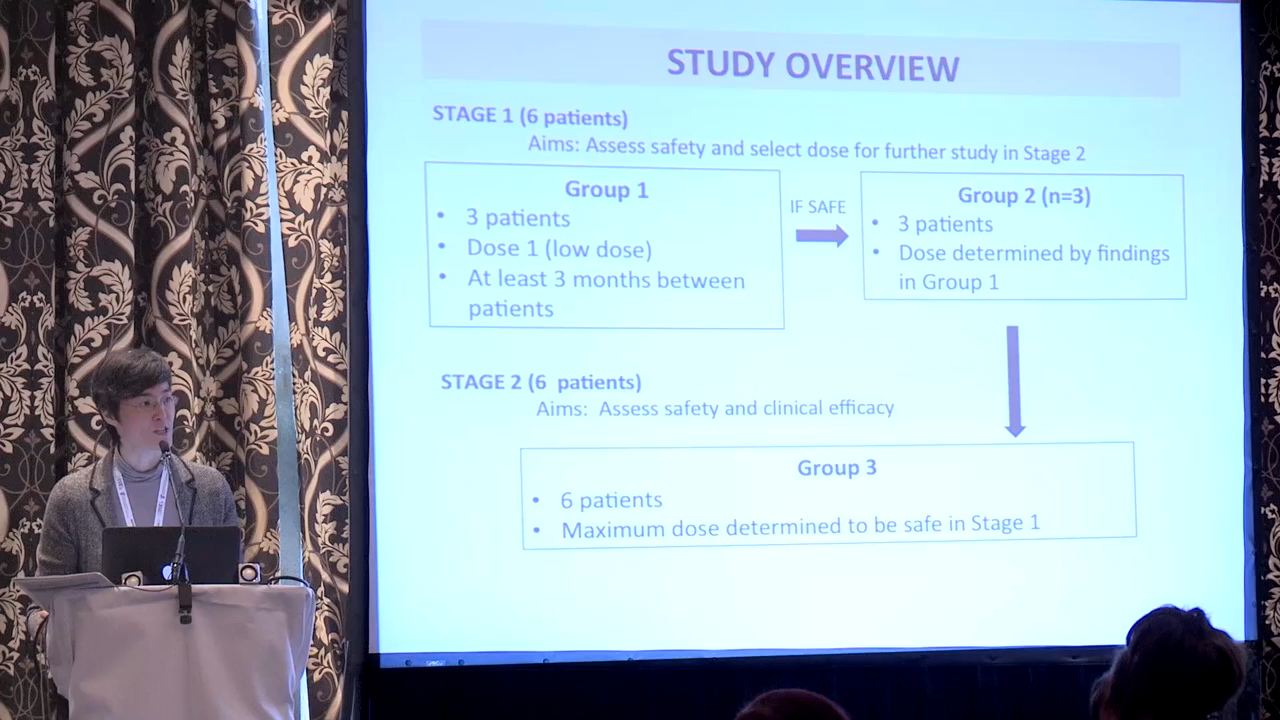 STUDY OVERVIEW
STAGE 1 (6 patients)
Aims: Assess safety and select dose for further study in Stage 2
Group 1
• 3 patients
• Dose 1 (low dose)
• At least 3 months between
patients
IF SAFE
Group 2 (n=3)
• 3 patients
• Dose determined by findings
in Group 1
STAGE 2 (6 patients)
Aims: Assess safety and clinical efficacy
Group 3
• 6 patients
• Maximum dose determined to be safe in Stage 1